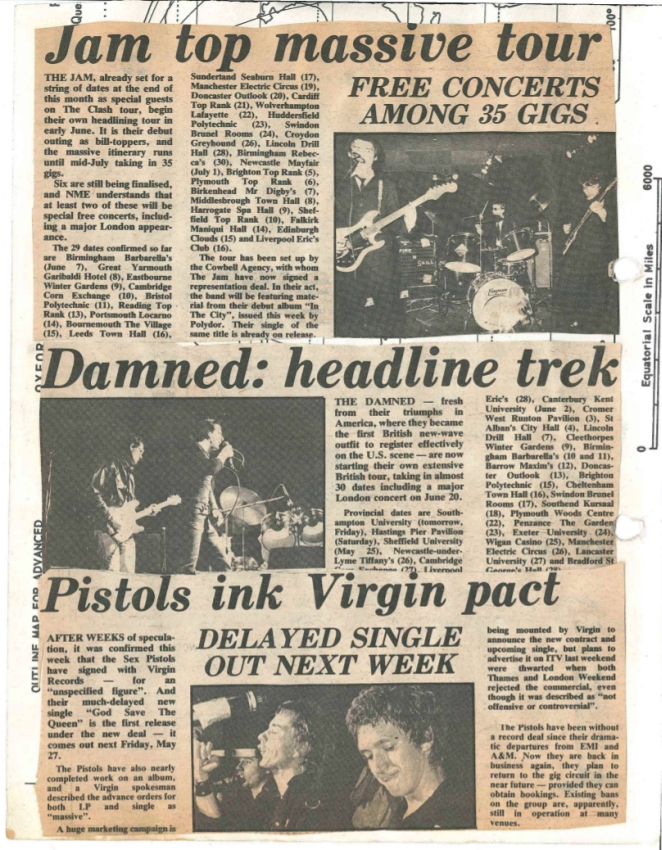 Jam top massive tour
THE JAM, already set for a
string of dates at the end of
this month as special guests
on The Clash tour, begin
their own headlining tour in
early June. It is their debut
outing as bill-toppers, and
the massive itinerary runs
until mid-July taking in 35
gigs.
Six are still being finalised,
and NME understands that
at least two of these will be
special free concerts, includ-
ing a major London appear-
ance.
The 29 dates confirmed so far
are Birmingham Barbarella's
(June 7), Great Yarmouth
Garibaldi Hotel (8), Eastbourne
Winter Gardens (9), Cambridge
Corn Exchange (10), Bristol
Polytechnic (11), Reading Top
Rank (13), Portsmouth Locarno
(14), Bournemouth The Village
(15), Leeds Town Hall (16),
Sunderland Seaburn Hall (17),
Manchester Electric Circus (19),
Doncaster Outlook (20), Cardiff
Top Rank (21), Wolverhampton
Lafayette (22), Huddersfield
Polytechnic (23), Swindon
Brunel Rooms (24), Croydon
Greyhound (26), Lincoln Drill
Hall (28), Birmingham Rebec-
ca's (30), Newcastle Mayfair
(July 1), Brighton Top Rank (5),
Plymouth Top Rank (6),
Birkenhead Mr Digby's (7),
Middlesbrough Town Hall (8),
Harrogate Spa Hall (9), Shef-
field Top Rank (10), Falkirk
Maniqui Hall (14), Edinburgh
Clouds (15) and Liverpool Eric's
Club (16).
The tour has been set up by
the Cowbell Agency, with whom
The Jam have now signed a
representation deal. In their act,
the band will be featuring mate-
rial from their debut album “In
The City”, issued this week by
Polydor. Their single of the
same title is already on release.
FREE CONCERTS
AMONG 35 GIGS
Damned: headline trek
THE DAMNED — fresh
from their triumphs in
America, where they became
the first British new-wave
outfit to register effectively
on the U.S. scene — are now
starting their own extensive
British tour, taking in almost
30 dates including a major
London concert on June 20.
Provincial dates are South-
ampton University (tomorrow,
Friday), Hastings Pier Pavilion
(Saturday), Sheffield University
(May 25), Newcastle-under-
Lyme Tiffany's (26), Cambridge
Corn Exchange (27), Liverpool
Eric's (28), Canterbury Kent
University (June 2), Cromer
West Runton Pavilion (3), St
Alban's City Hall (4), Lincoln
Drill Hall (7), Cleethorpes
Winter Gardens (9), Birmin-
gham Barbarella's (10 and 11),
Barrow Maxim's (12), Doncas-
ter Outlook (13), Brighton
Polytechnic (15), Cheltenham
Town Hall (16), Swindon Brunel
Rooms (17), Southend Kursaal
(18), Plymouth Woods Centre
(22), Penzance The Garden
(23), Exeter University (24),
Wigan Casino (25), Manchester
Electric Circus (26), Lancaster
University (27) and Bradford St
George's Hall (28)
Pistols ink Virgin pact
AFTER WEEKS of specula-
tion, it was confirmed this
week that the Sex Pistols
have signed with Virgin
Records — for an
“unspecified figure”. And
their much-delayed new
single “God Save The
Queen” is the first release
under the new deal — it
comes out next Friday, May
27.
The Pistols have also nearly
completed work on an album,
and a Virgin spokesman
described the advance orders for
both LP and single as
“massive”.
A huge marketing campaign is
DELAYED SINGLE
OUT NEXT WEEK
being mounted by Virgin to
announce the new contract and
upcoming single, but plans to
advertise it on ITV last weekend
were thwarted when both
Thames and London Weekend
rejected the commercial, even
though it was described as “not
offensive or controversial”.
The Pistols have been without
a record deal since their drama-
tic departures from EMI and
A&M. Now they are back in
business again, they plan to
return to the gig circuit in the
near future — provided they can
obtain bookings. Existing bans
on the group are, apparently,
still in operation at many
venues.
Equatorial Scale in Miles
0
6000
OUTLINE MAP FOR ADVANCED
OXFOR
Que
100°